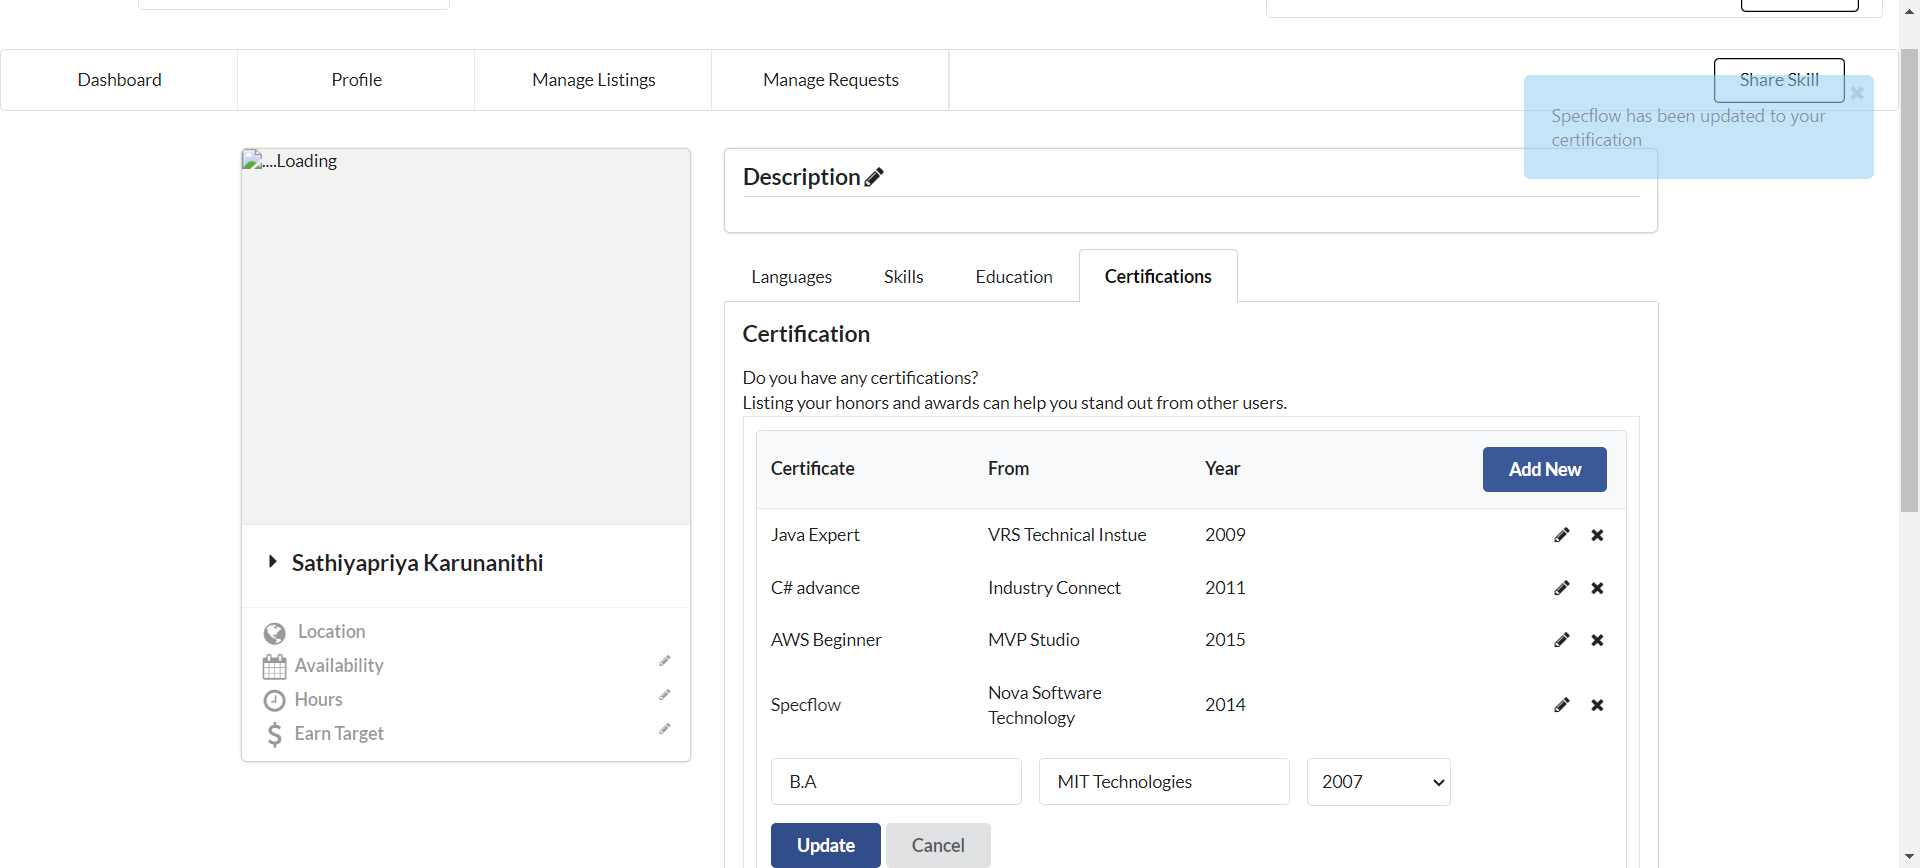 Dashboard
Profile
Manage Listings
Manage Requests
Share Skill
Specflow has been updated to your
certification
....Loading
Sathiyapriya Karunanithi
Location
Availability
Hours
Earn Target
Description
Languages
Skills
Education
Certifications
Certification
Do you have any certifications?
Listing your honors and awards can help you stand out from other users.
Certificate From Year Add New
Java Expert VRS Technical Instue 2009
C# advance Industry Connect 2011
AWS Beginner MVP Studio 2015
Specflow Nova Software
Technology 2014
B.A MIT Technologies 2007
Update Cancel